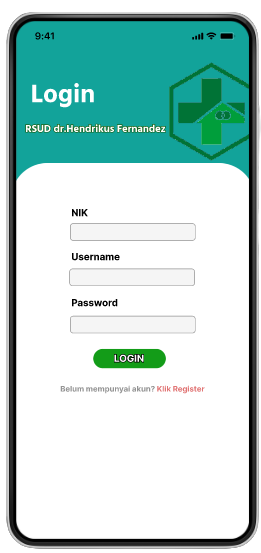 9:41
Login
RSUD dr.Hendrikus Fernandez
NIK
Username
Password
LOGIN
Belum mempunyai akun? Klik Register